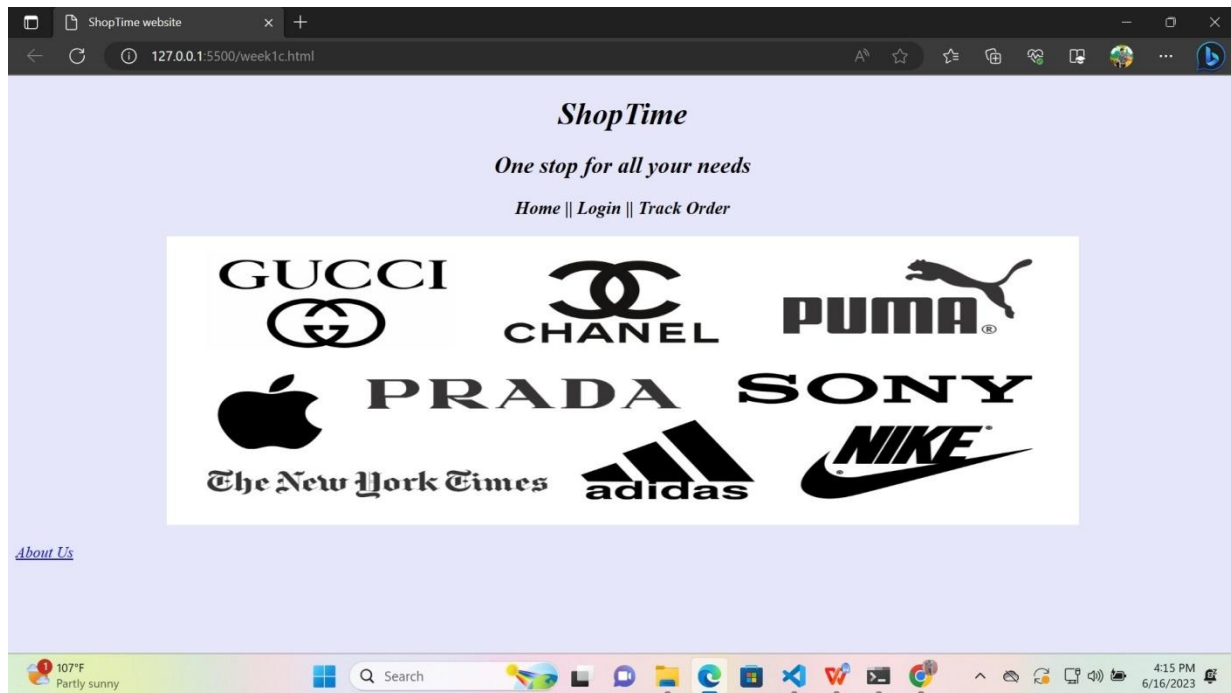 ShopTime website
127.0.0.1:5500/week1c.html
ShopTime
One stop for all your needs
Home || Login || Track Order
GUCCI
CHANEL
PUMA®
PRADA
SONY
The New York Times
adidas
NIKE
About Us
1
107°F
Partly sunny
Search
4:15 PM
6/16/2023